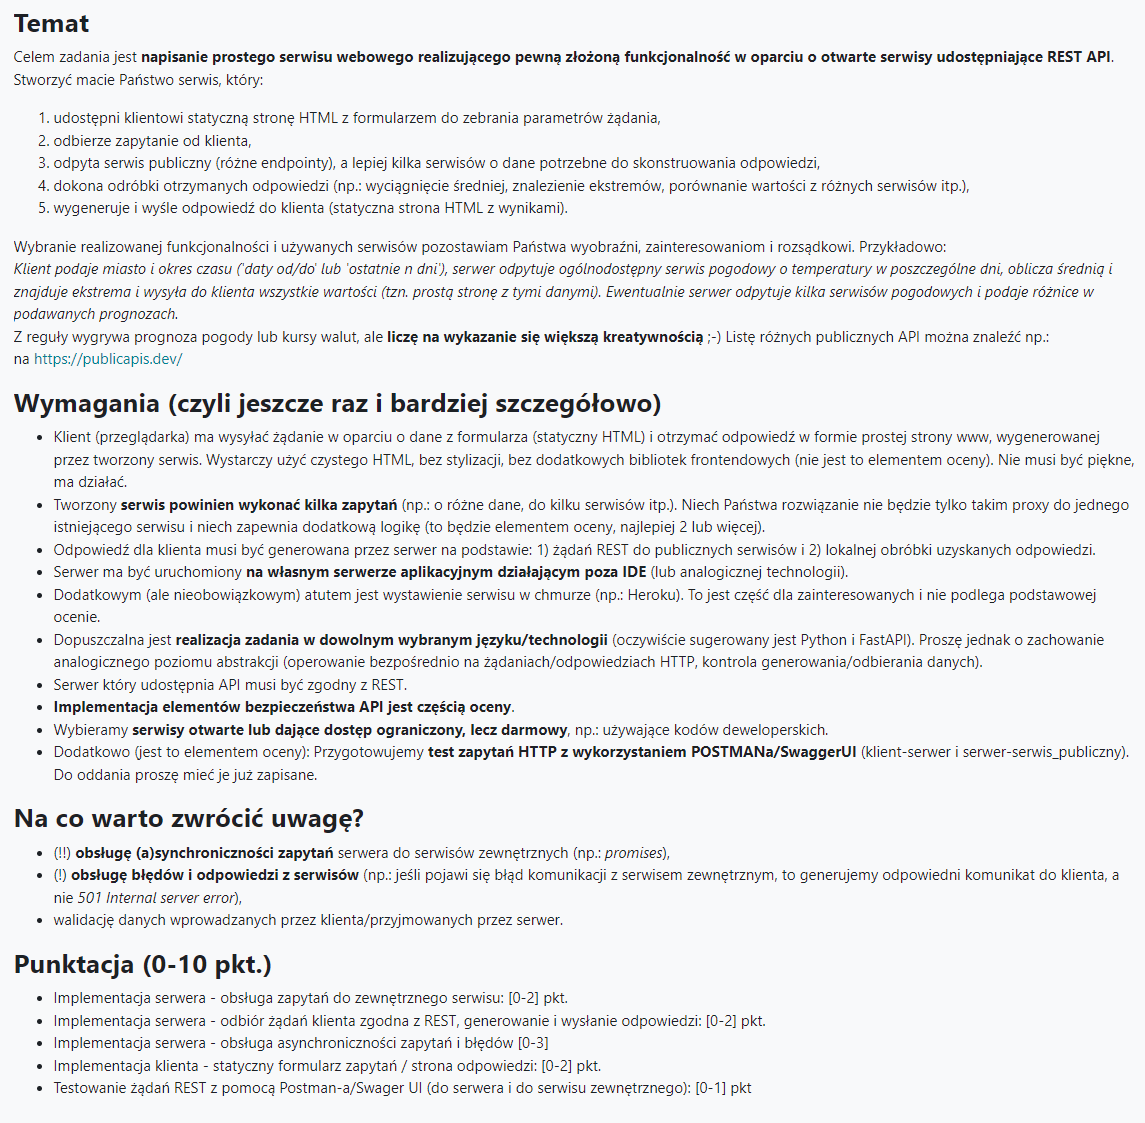 Temat
Celem zadania jest napisanie prostego serwisu webowego realizującego pewną złożoną funkcjonalność w oparciu o otwarte serwisy udostępniające REST API.
Stworzyć macie Państwo serwis, który:
1. udostępni klientowi statyczną stronę HTML z formularzem do zebrania parametrów żądania,
2. odbierze zapytanie od klienta,
3. odpyta serwis publiczny (różne endpointy), a lepiej kilka serwisów o dane potrzebne do skonstruowania odpowiedzi,
4. dokona odróbki otrzymanych odpowiedzi (np.: wyciągnięcie średniej, znalezienie ekstremów, porównanie wartości z różnych serwisów itp.),
5. wygeneruje i wyśle odpowiedź do klienta (statyczna strona HTML z wynikami).
Wybranie realizowanej funkcjonalności i używanych serwisów pozostawiam Państwa wyobraźni, zainteresowaniom i rozsądkowi. Przykładowo:
Klient podaje miasto i okres czasu ('daty od/do' lub 'ostatnie n dni'), serwer odpytuje ogólnodostępny serwis pogodowy o temperatury w poszczególne dni, oblicza średnią i
znajduje ekstrema i wysyła do klienta wszystkie wartości (tzn. prostą stronę z tymi danymi). Ewentualnie serwer odpytuje kilka serwisów pogodowych i podaje różnice w
podawanych prognozach.
Z reguły wygrywa prognoza pogody lub kursy walut, ale liczę na wykazanie się większą kreatywnością ;-) Listę różnych publicznych API można znaleźć np.:
na https://publicapis.dev/
Wymagania (czyli jeszcze raz i bardziej szczegółowo)
• Klient (przeglądarka) ma wysyłać żądanie w oparciu o dane z formularza (statyczny HTML) i otrzymać odpowiedź w formie prostej strony www, wygenerowanej
przez tworzony serwis. Wystarczy użyć czystego HTML, bez stylizacji, bez dodatkowych bibliotek frontendowych (nie jest to elementem oceny). Nie musi być piękne,
ma działać.
• Tworzony serwis powinien wykonać kilka zapytań (np.: o różne dane, do kilku serwisów itp.). Niech Państwa rozwiązanie nie będzie tylko takim proxy do jednego
istniejącego serwisu i niech zapewnia dodatkową logikę (to będzie elementem oceny, najlepiej 2 lub więcej).
• Odpowiedź dla klienta musi być generowana przez serwer na podstawie: 1) żądań REST do publicznych serwisów i 2) lokalnej obróbki uzyskanych odpowiedzi.
• Serwer ma być uruchomiony na własnym serwerze aplikacyjnym działającym poza IDE (lub analogicznej technologii).
• Dodatkowym (ale nieobowiązkowym) atutem jest wystawienie serwisu w chmurze (np.: Heroku). To jest część dla zainteresowanych i nie podlega podstawowej
ocenie.
• Dopuszczalna jest realizacja zadania w dowolnym wybranym języku/technologii (oczywiście sugerowany jest Python i FastAPI). Proszę jednak o zachowanie
analogicznego poziomu abstrakcji (operowanie bezpośrednio na żądaniach/odpowiedziach HTTP, kontrola generowania/odbierania danych).
• Serwer który udostępnia API musi być zgodny z REST.
• Implementacja elementów bezpieczeństwa API jest częścią oceny.
• Wybieramy serwisy otwarte lub dające dostęp ograniczony, lecz darmowy, np.: używające kodów deweloperskich.
• Dodatkowo (jest to elementem oceny): Przygotowujemy test zapytań HTTP z wykorzystaniem POSTMANa/SwaggerUI (klient-serwer i serwer-serwis_publiczny).
Do oddania proszę mieć je już zapisane.
Na co warto zwrócić uwagę?
• (!!) obsługę (a)synchroniczności zapytań serwera do serwisów zewnętrznych (np.: promises),
• (!) obsługę błędów i odpowiedzi z serwisów (np.: jeśli pojawi się błąd komunikacji z serwisem zewnętrznym, to generujemy odpowiedni komunikat do klienta, a
nie 501 Internal server error),
• walidację danych wprowadzanych przez klienta/przyjmowanych przez serwer.
Punktacja (0-10 pkt.)
• Implementacja serwera - obsługa zapytań do zewnętrznego serwisu: [0-2] pkt.
• Implementacja serwera - odbiór żądań klienta zgodna z REST, generowanie i wysłanie odpowiedzi: [0-2] pkt.
• Implementacja serwera - obsługa asynchroniczności zapytań i błędów [0-3]
• Implementacja klienta - statyczny formularz zapytań / strona odpowiedzi: [0-2] pkt.
• Testowanie żądań REST z pomocą Postman-a/Swager UI (do serwera i do serwisu zewnętrznego): [0-1] pkt